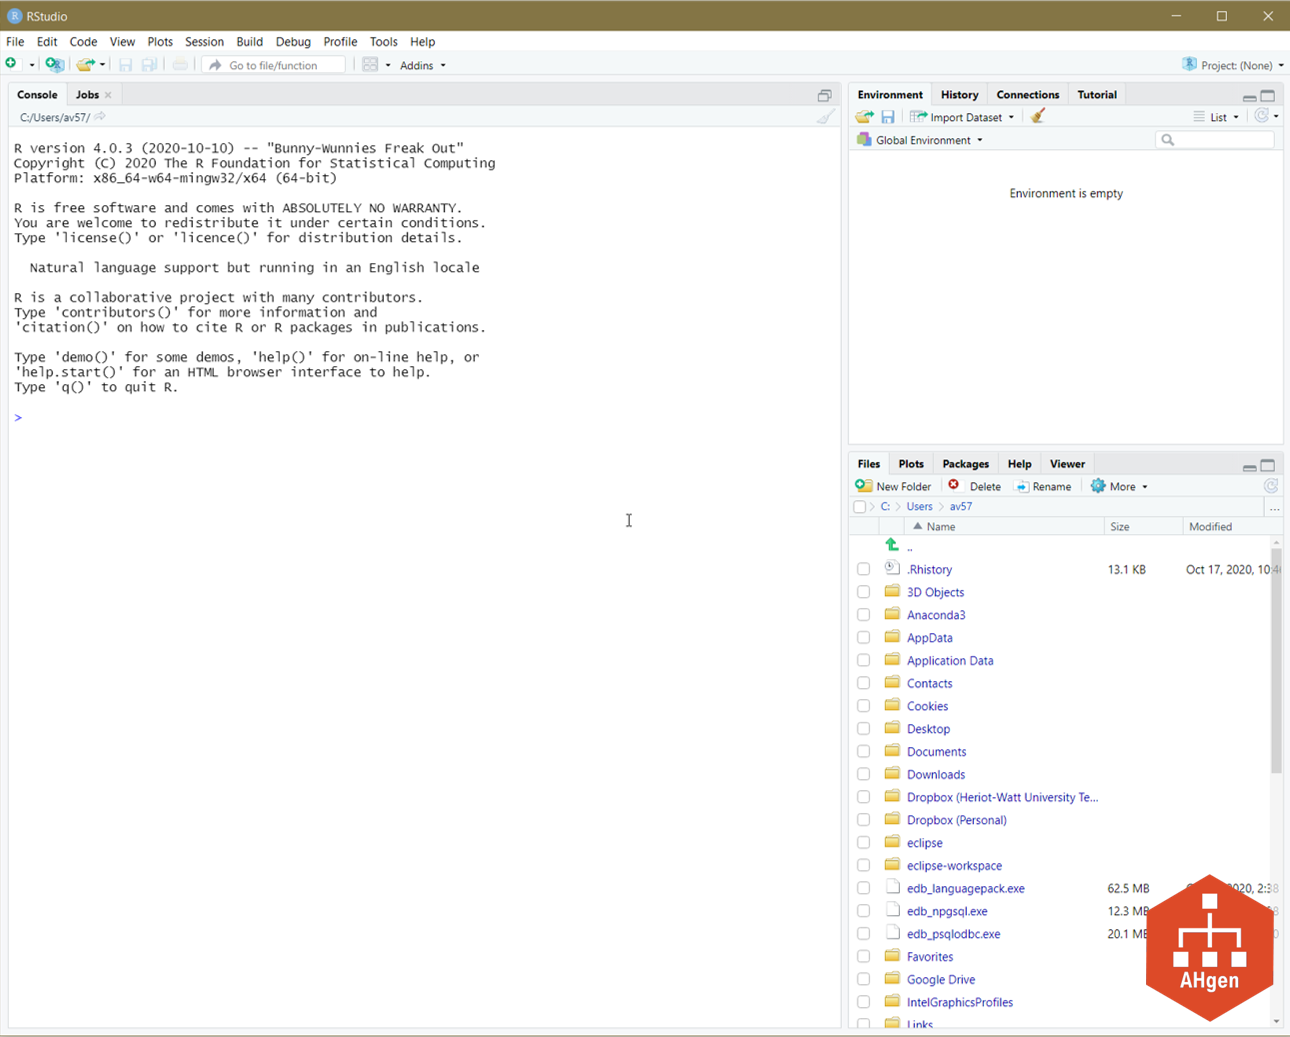 RStudio
File Edit Code View Plots Session Build Debug Profile Tools Help
Go to file/function Addins Project: (None)
Console Jobs
C:/Users/av57/
R version 4.0.3 (2020-10-10) -- "Bunny-Wunnies Freak Out"
Copyright (C) 2020 The R Foundation for Statistical Computing
Platform: x86_64-w64-mingw32/x64 (64-bit)
R is free software and comes with ABSOLUTELY NO WARRANTY.
You are welcome to redistribute it under certain conditions.
Type 'license()' or 'licence()' for distribution details.
Natural language support but running in an English locale
R is a collaborative project with many contributors.
Type 'contributors()' for more information and
'citation()' on how to cite R or R packages in publications.
Type 'demo()' for some demos, 'help()' for on-line help, or
'help.start()' for an HTML browser interface to help.
Type 'q()' to quit R.
>
Environment History Connections Tutorial
Import Dataset List
Global Environment
Environment is empty
Files Plots Packages Help Viewer
New Folder Delete Rename More
C: Users av57 ...
Name Size Modified
..
.Rhistory 13.1 KB Oct 17, 2020, 10:4
3D Objects
Anaconda3
AppData
Application Data
Contacts
Cookies
Desktop
Documents
Downloads
Dropbox (Heriot-Watt University Te...
Dropbox (Personal)
eclipse
eclipse-workspace
edb_languagepack.exe 62.5 MB 2:38
edb_npgsql.exe 12.3 MB
edb_psqlodbc.exe 20.1 MB
Favorites
Google Drive
IntelGraphicsProfiles
Links
AHgen